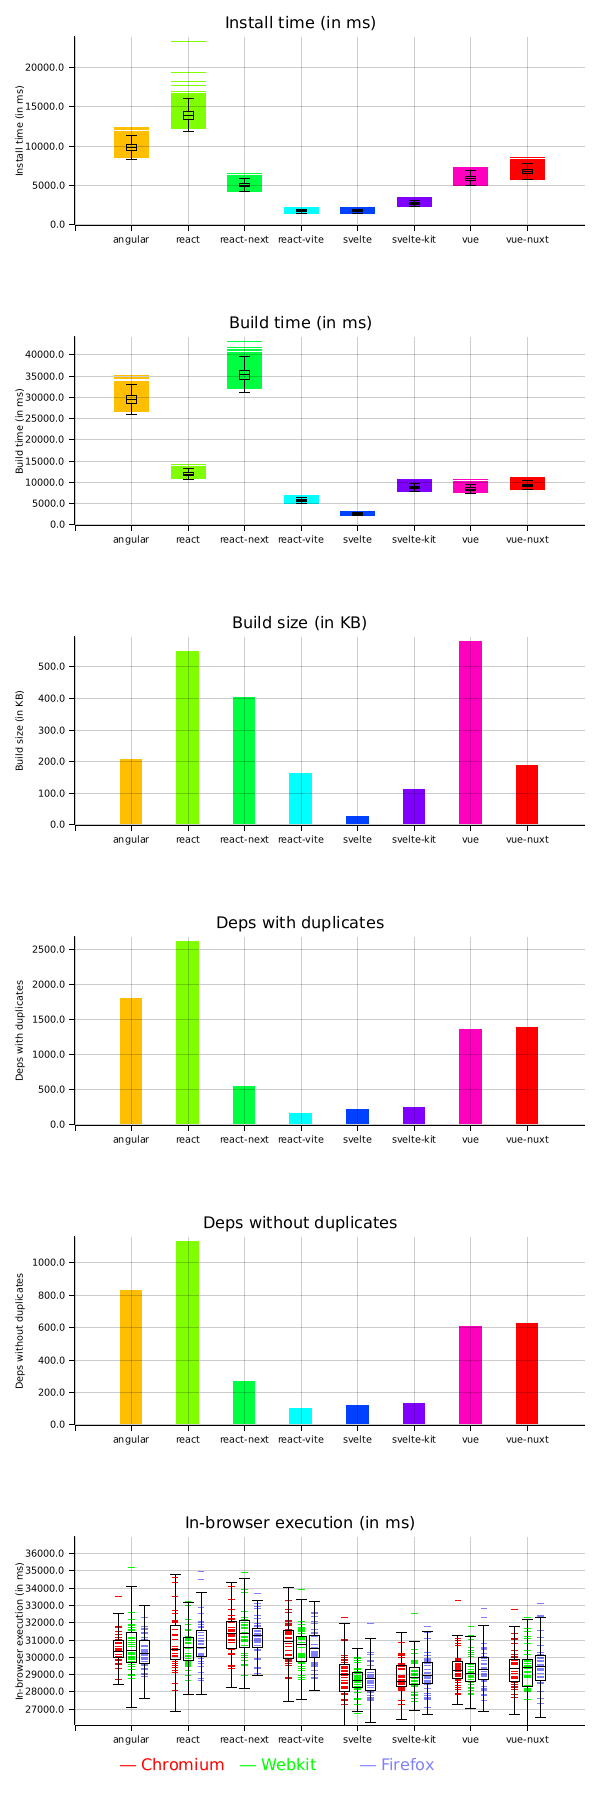 Install time (in ms)
Install time (in ms)
20000.0
15000.0
10000.0
5000.0
0.0
angular react react-next react-vite svelte svelte-kit vue vue-nuxt
Build time (in ms)
Build time (in ms)
40000.0
35000.0
30000.0
25000.0
20000.0
15000.0
10000.0
5000.0
0.0
angular react react-next react-vite svelte svelte-kit vue vue-nuxt
Build size (in KB)
Build size (in KB)
500.0
400.0
300.0
200.0
100.0
0.0
angular react react-next react-vite svelte svelte-kit vue vue-nuxt
Deps with duplicates
Deps with duplicates
2500.0
2000.0
1500.0
1000.0
500.0
0.0
angular react react-next react-vite svelte svelte-kit vue vue-nuxt
Deps without duplicates
Deps without duplicates
1000.0
800.0
600.0
400.0
200.0
0.0
angular react react-next react-vite svelte svelte-kit vue vue-nuxt
In-browser execution (in ms)
In-browser execution (in ms)
36000.0
35000.0
34000.0
33000.0
32000.0
31000.0
30000.0
29000.0
28000.0
27000.0
angular react react-next react-vite svelte svelte-kit vue vue-nuxt
— Chromium — Webkit — Firefox